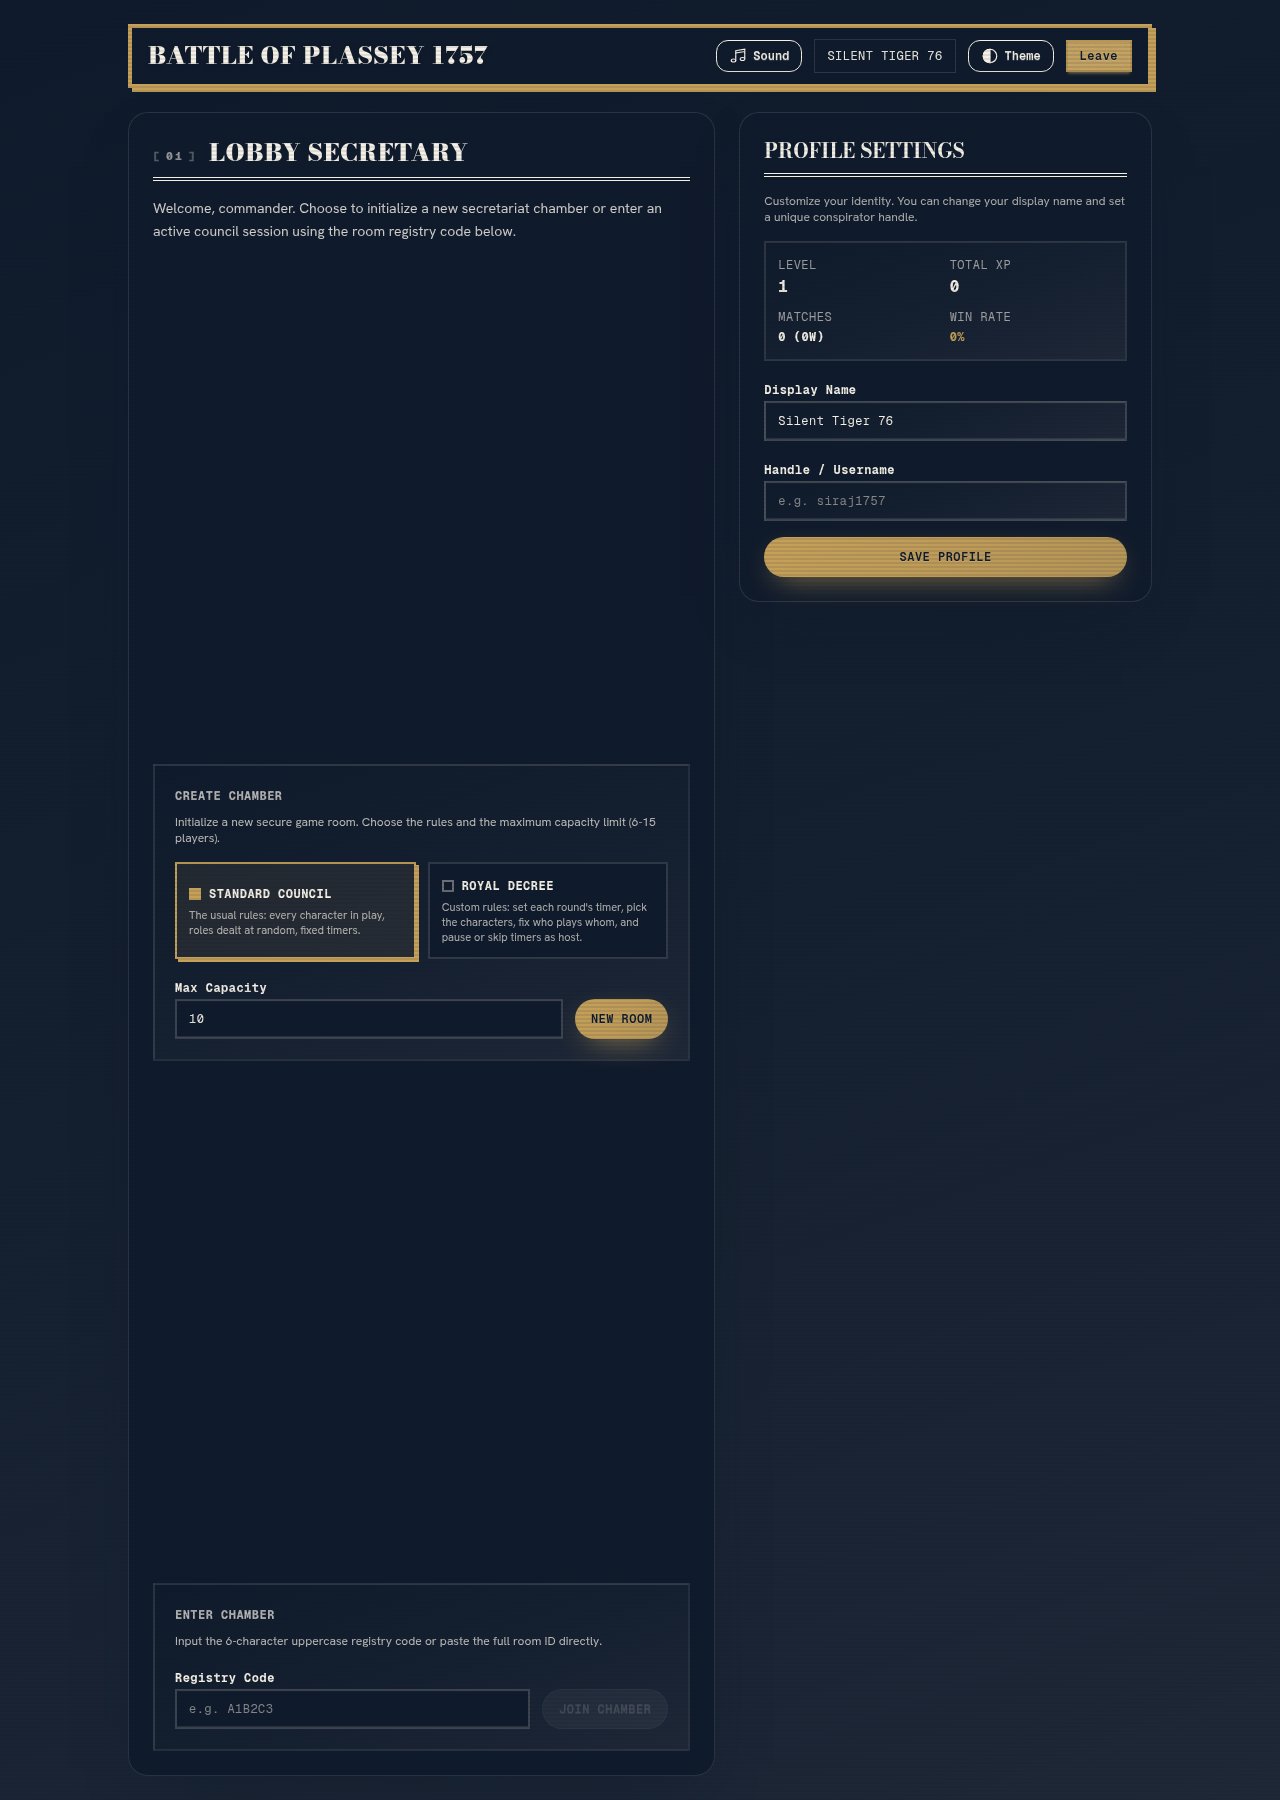 BATTLE OF PLASSEY 1757
Sound
SILENT TIGER 76
Theme
Leave
[ 01 ] LOBBY SECRETARY
Welcome, commander. Choose to initialize a new secretariat chamber or enter an
active council session using the room registry code below.
CREATE CHAMBER
Initialize a new secure game room. Choose the rules and the maximum capacity limit (6-15
players).
STANDARD COUNCIL
The usual rules: every character in play,
roles dealt at random, fixed timers.
ROYAL DECREE
Custom rules: set each round's timer, pick
the characters, fix who plays whom, and
pause or skip timers as host.
Max Capacity
10
NEW ROOM
ENTER CHAMBER
Input the 6-character uppercase registry code or paste the full room ID directly.
Registry Code
e.g. A1B2C3
JOIN CHAMBER
PROFILE SETTINGS
Customize your identity. You can change your display name and set
a unique conspirator handle.
LEVEL
1
TOTAL XP
0
MATCHES
0 (0W)
WIN RATE
0%
Display Name
Silent Tiger 76
Handle / Username
e.g. siraj1757
SAVE PROFILE